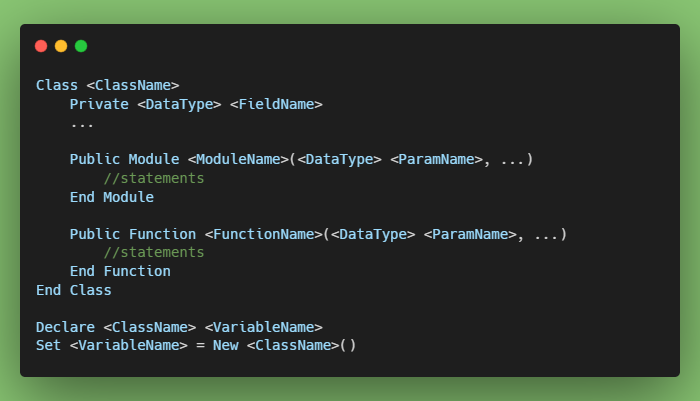 Class <ClassName>
    Private <DataType> <FieldName>
    ...

    Public Module <ModuleName>(<DataType> <ParamName>, ...)
        //statements
    End Module

    Public Function <FunctionName>(<DataType> <ParamName>, ...)
        //statements
    End Function
End Class

Declare <ClassName> <VariableName>
Set <VariableName> = New <ClassName>()